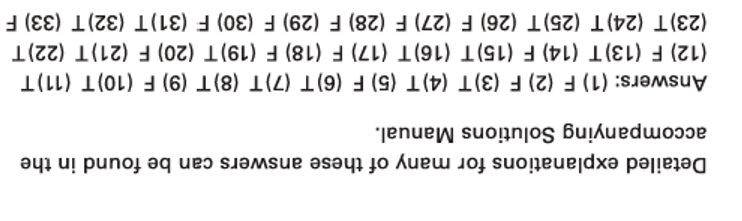 Detailed explanations for many of these answers can be found in the
accompanying Solutions Manual.
Answers: (1) F (2) F (3)T (4)T (5) F (6)T (7)T (8)T (9) F (10)T (11)T
(12) F (13)T (14) F (15)T (16)T (17) F (18) F (19)T (20) F (21)T (22)T
(23)T (24)T (25)T (26) F (27) F (28) F (29) F (30) F (31)T (32)T (33) F